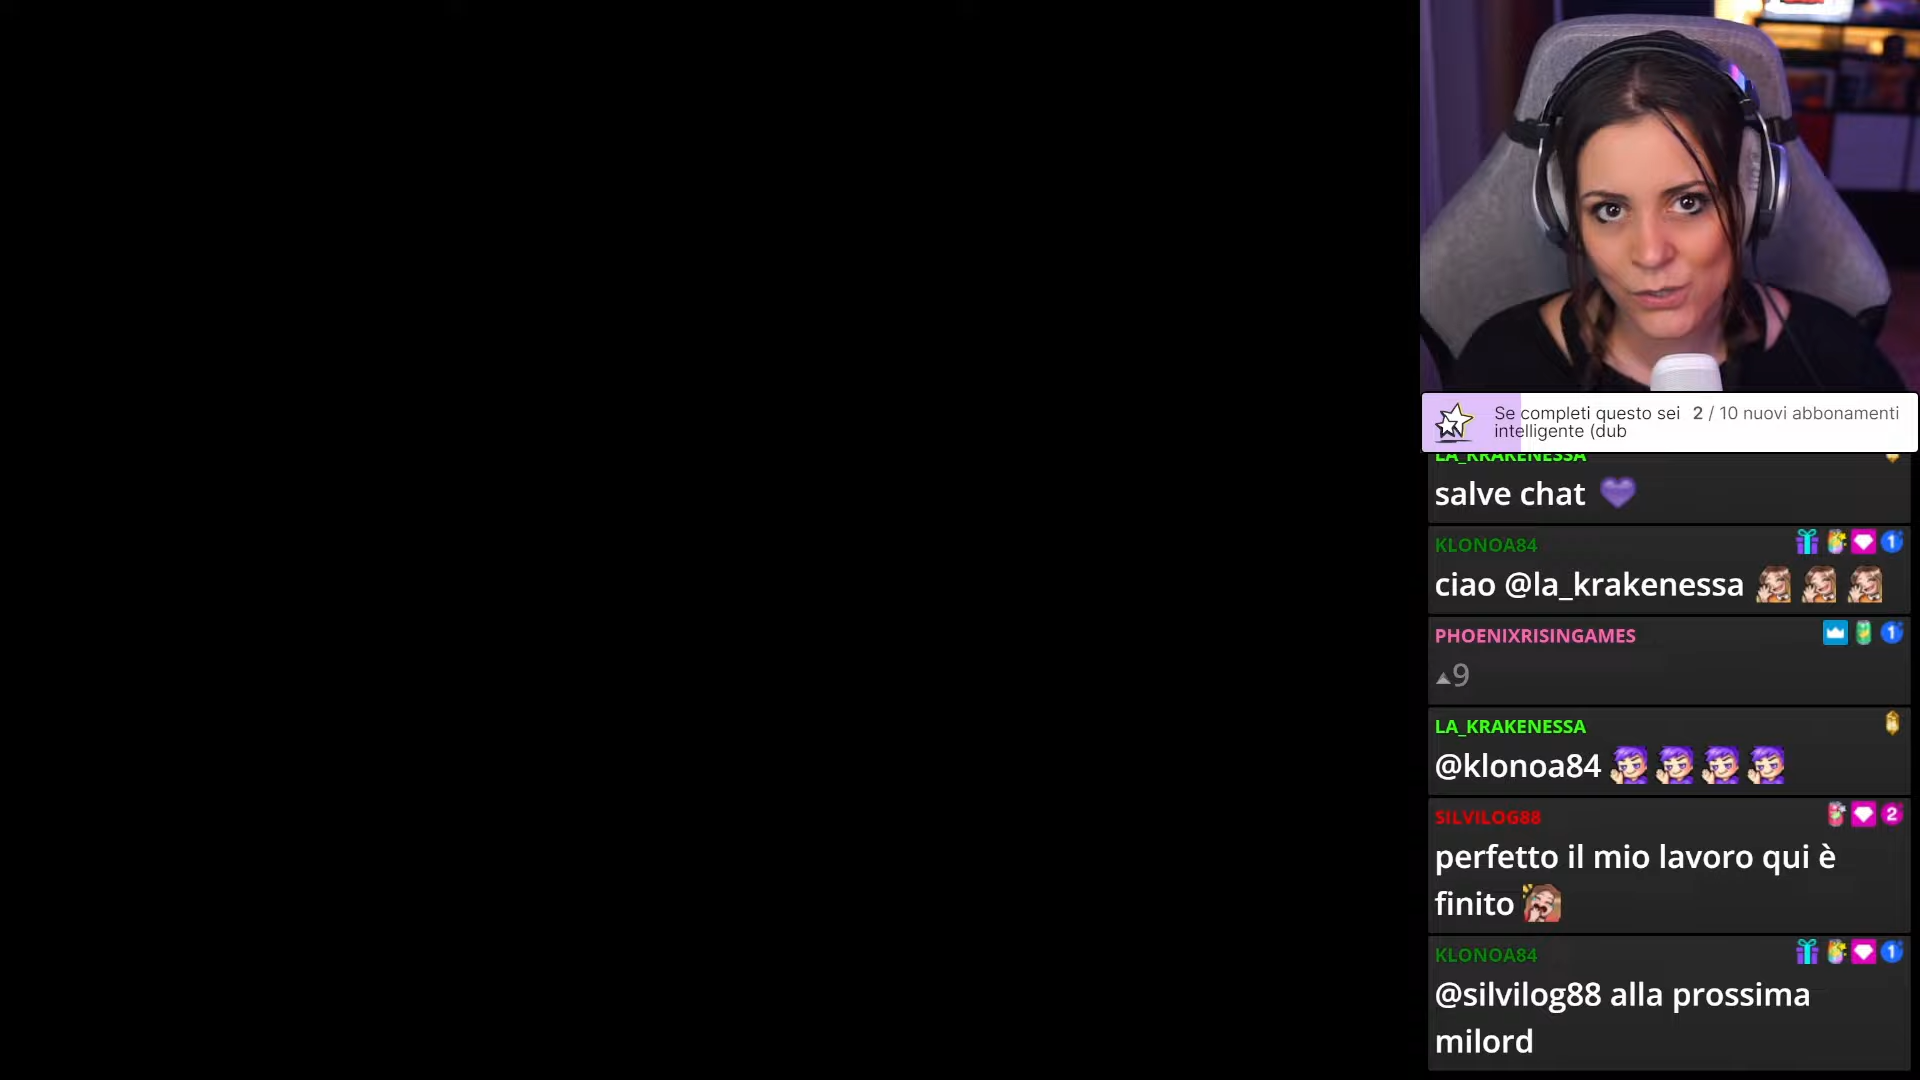 Se completi questo sei 2 / 10 nuovi abbonamenti
intelligente (dub
LA_KRAKENESSA
salve chat
KLONOA84
ciao @la_krakenessa
PHOENIXRISINGAMES
9
LA_KRAKENESSA
@klonoa84
SILVILOG88
perfetto il mio lavoro qui è
finito
KLONOA84
@silvilog88 alla prossima
milord